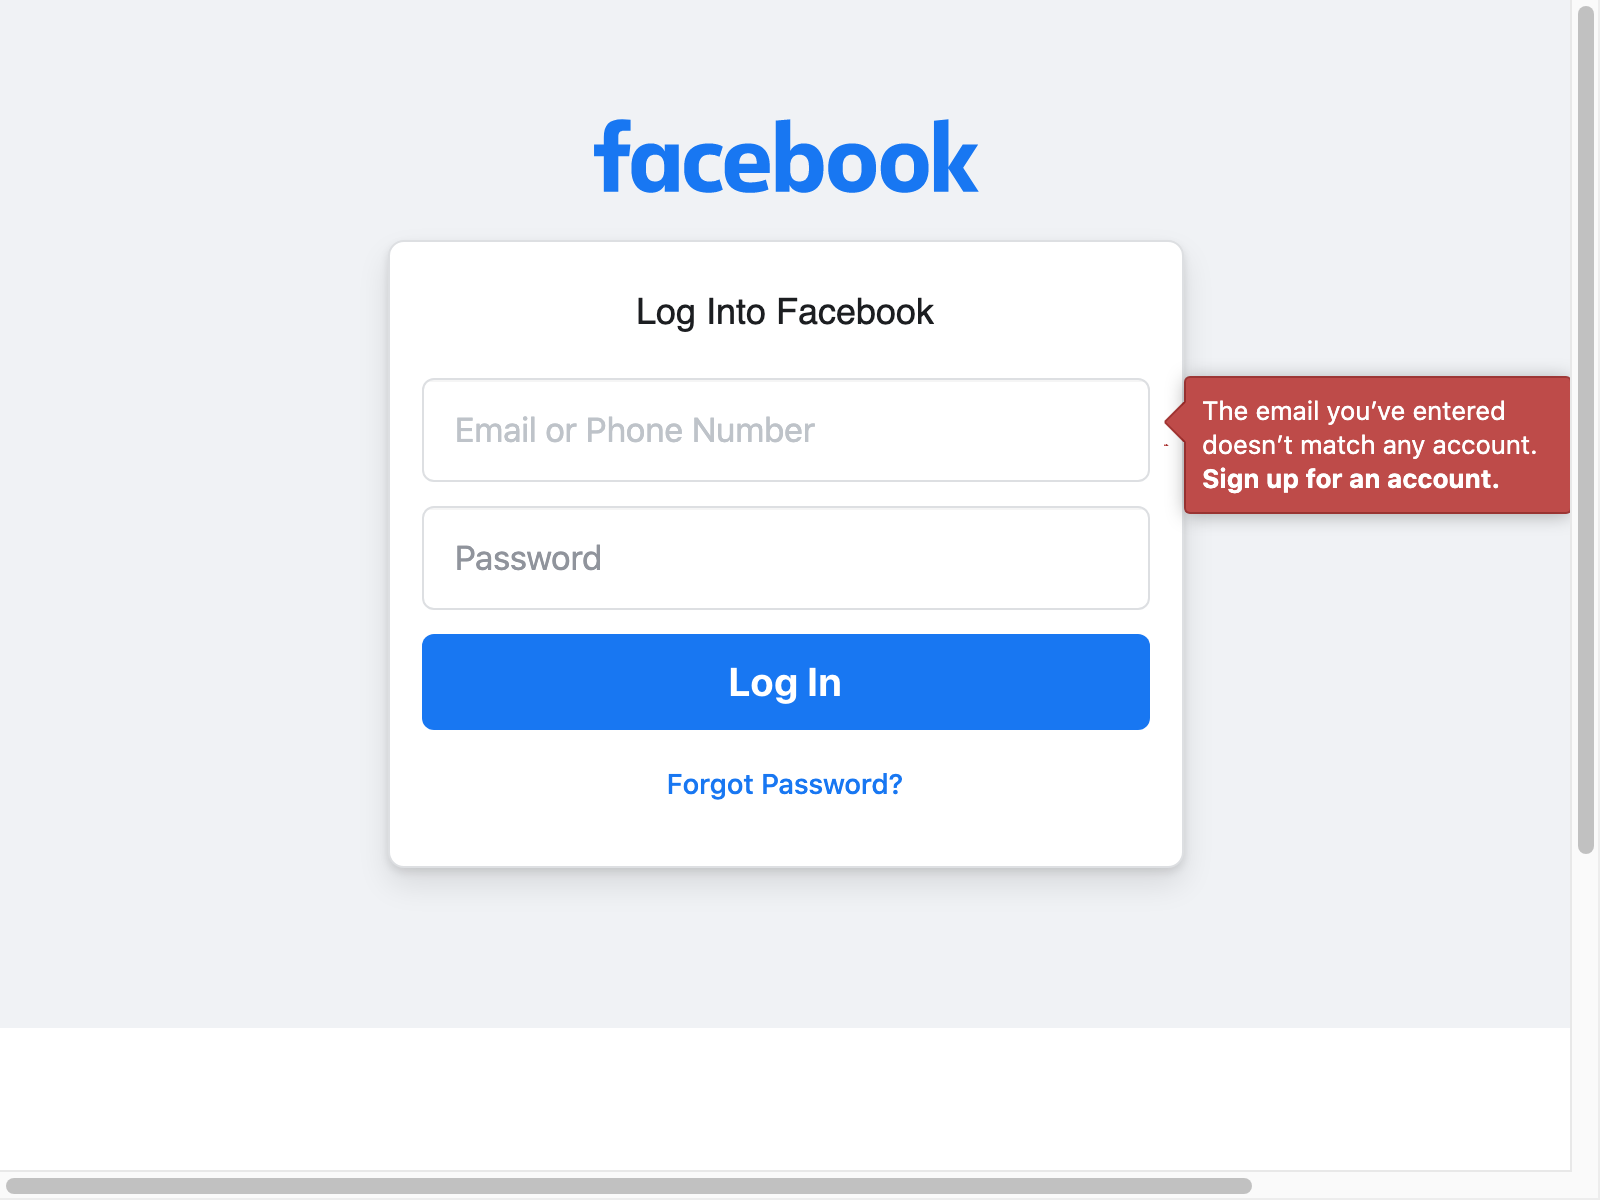 facebook
Log Into Facebook
Email or Phone Number
The email you’ve entered
doesn’t match any account.
Sign up for an account.
Password
Log In
Forgot Password?